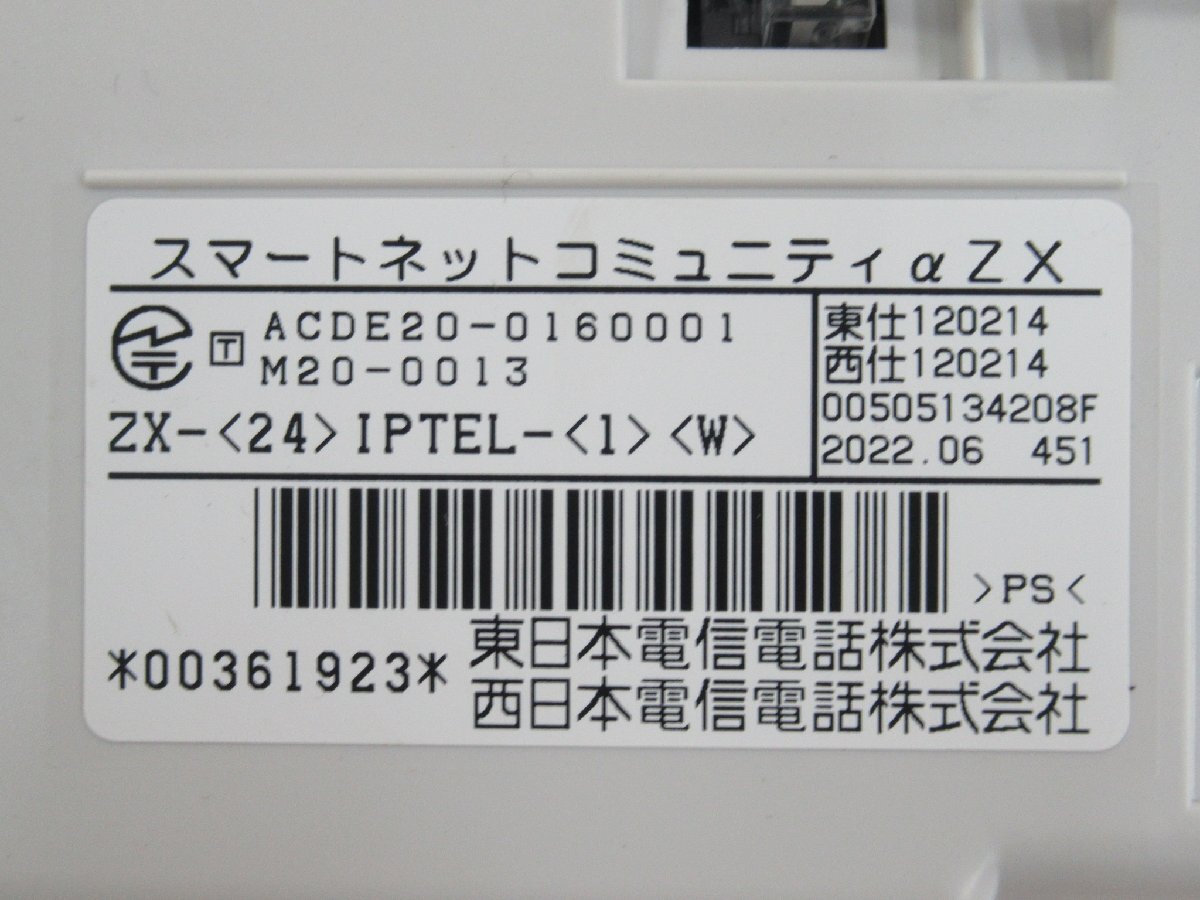 スマートネットコミュニティαZX
T ACDE20-0160001
M20-0013
ZX-<24>IPTEL-<1><W>
東仕120214
西仕120214
00505134208F
2022.06 451
>PS<
*00361923*
東日本電信電話株式会社
西日本電信電話株式会社